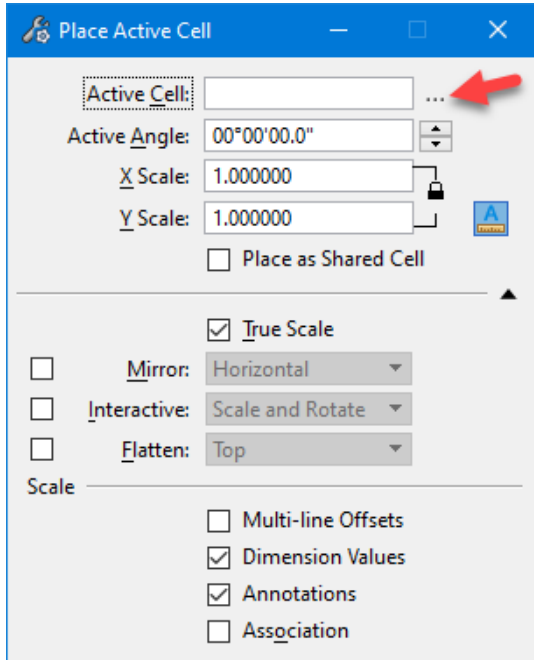 Place Active Cell
Active Cell: ...
Active Angle: 00°00'00.0"
X Scale: 1.000000
Y Scale: 1.000000
A
Place as Shared Cell
True Scale
Mirror: Horizontal
Interactive: Scale and Rotate
Flatten: Top
Scale
Multi-line Offsets
Dimension Values
Annotations
Association